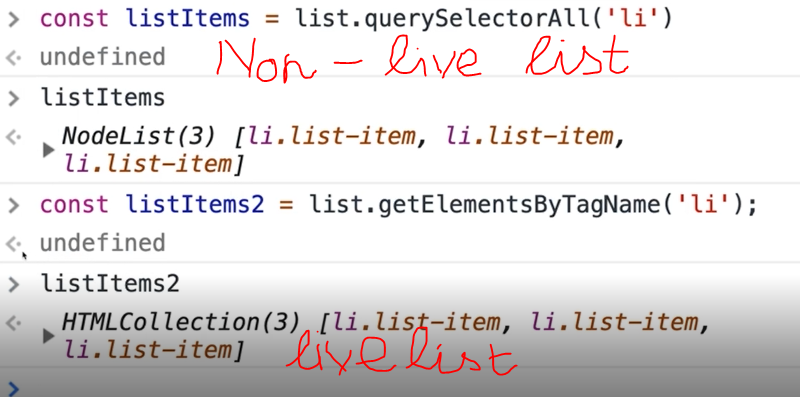 > const listItems = list.querySelectorAll('li')
<· undefined
Non-live list
> listItems
<· ▶ NodeList(3) [li.list-item, li.list-item,
li.list-item]
> const listItems2 = list.getElementsByTagName('li');
<· undefined
> listItems2
<· ▶ HTMLCollection(3) [li.list-item, li.list-item,
li.list-item]
live list
>